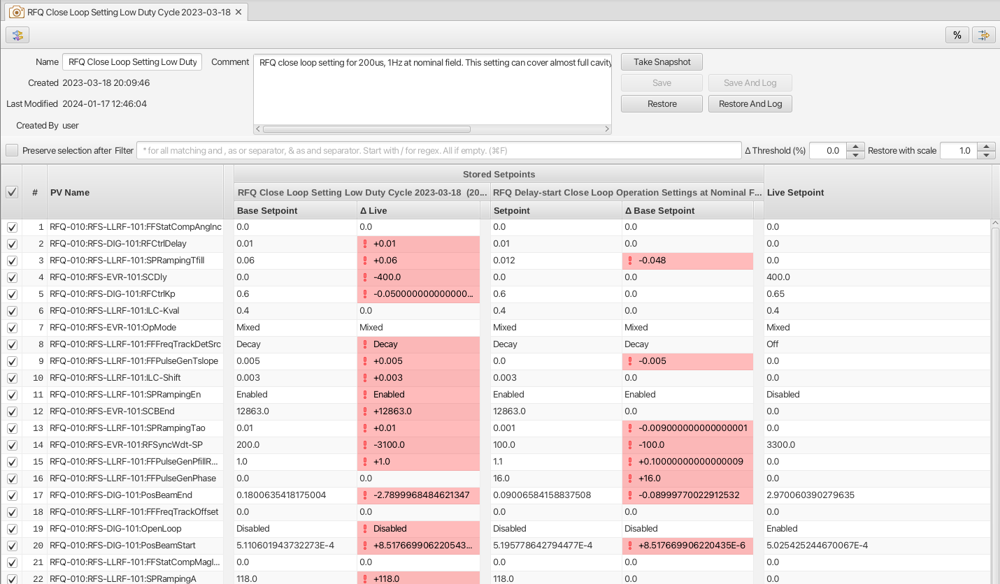 RFQ Close Loop Setting Low Duty Cycle 2023-03-18 ✕
%
Name RFQ Close Loop Setting Low Duty Comment RFQ close loop setting for 200us, 1Hz at nominal field. This setting can cover almost full cavity Take Snapshot
Created 2023-03-18 20:09:46 Save Save And Log
Last Modified 2024-01-17 12:46:04 Restore Restore And Log
Created By user
Preserve selection after Filter * for all matching and , as or separator, & as and separator. Start with / for regex. All if empty. (⌘F) Δ Threshold (%) 0.0 Restore with scale 1.0
Stored Setpoints
# PV Name RFQ Close Loop Setting Low Duty Cycle 2023-03-18 (20... RFQ Delay-start Close Loop Operation Settings at Nominal F... Live Setpoint
Base Setpoint Δ Live Setpoint Δ Base Setpoint
1 RFQ-010:RFS-LLRF-101:FFStatCompAngInc 0.0 0.0 0.0 0.0 0.0
2 RFQ-010:RFS-DIG-101:RFCtrlDelay 0.01 +0.01 0.01 0.0 0.0
3 RFQ-010:RFS-LLRF-101:SPRampingTfill 0.06 +0.06 0.012 -0.048 0.0
4 RFQ-010:RFS-EVR-101:SCDly 0.0 -400.0 0.0 0.0 400.0
5 RFQ-010:RFS-DIG-101:RFCtrlKp 0.6 -0.050000000000000... 0.6 0.0 0.65
6 RFQ-010:RFS-LLRF-101:ILC-Kval 0.4 0.0 0.4 0.0 0.4
7 RFQ-010:RFS-EVR-101:OpMode Mixed Mixed Mixed Mixed Mixed
8 RFQ-010:RFS-LLRF-101:FFFreqTrackDetSrc Decay Decay Decay Decay Off
9 RFQ-010:RFS-LLRF-101:FFPulseGenTslope 0.005 +0.005 0.0 -0.005 0.0
10 RFQ-010:RFS-LLRF-101:ILC-Shift 0.003 +0.003 0.003 0.0 0.0
11 RFQ-010:RFS-LLRF-101:SPRampingEn Enabled Enabled Enabled Enabled Disabled
12 RFQ-010:RFS-EVR-101:SCBEnd 12863.0 +12863.0 12863.0 0.0 0.0
13 RFQ-010:RFS-LLRF-101:SPRampingTao 0.01 +0.01 0.001 -0.009000000000000001 0.0
14 RFQ-010:RFS-EVR-101:RFSyncWdt-SP 200.0 -3100.0 100.0 -100.0 3300.0
15 RFQ-010:RFS-LLRF-101:FFPulseGenPfillR... 1.0 +1.0 1.1 +0.10000000000000009 0.0
16 RFQ-010:RFS-LLRF-101:FFPulseGenPhase 0.0 0.0 16.0 +16.0 0.0
17 RFQ-010:RFS-DIG-101:PosBeamEnd 0.1800635418175004 -2.7899968484621347 0.09006584158837508 -0.08999770022912532 2.970060390279635
18 RFQ-010:RFS-LLRF-101:FFFreqTrackOffset 0.0 0.0 0.0 0.0 0.0
19 RFQ-010:RFS-DIG-101:OpenLoop Disabled Disabled Disabled Disabled Enabled
20 RFQ-010:RFS-DIG-101:PosBeamStart 5.110601943732273E-4 +8.517669906220543... 5.195778642794477E-4 +8.517669906220435E-6 5.025425244670067E-4
21 RFQ-010:RFS-LLRF-101:FFStatCompMagI... 0.0 0.0 0.0 0.0 0.0
22 RFQ-010:RFS-LLRF-101:SPRampingA 118.0 +118.0 118.0 0.0 0.0